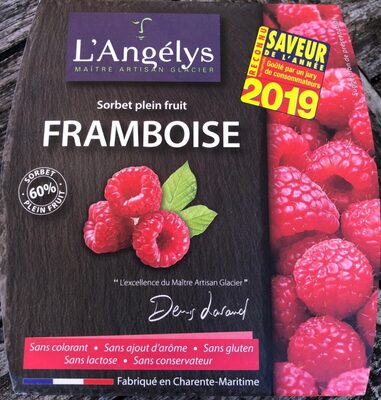 L'Angélys
MAÎTRE ARTISAN GLACIER
RECONNU
SAVEUR
DE L'ANNÉE
Goûté par un jury
de consommateurs
2019
Sorbet plein fruit
FRAMBOISE
SORBET
60%
PLEIN FRUIT
"L'excellence du Maître Artisan Glacier"
Sans colorant • Sans ajout d'arôme • Sans gluten
Sans lactose • Sans conservateur
Fabriqué en Charente-Maritime